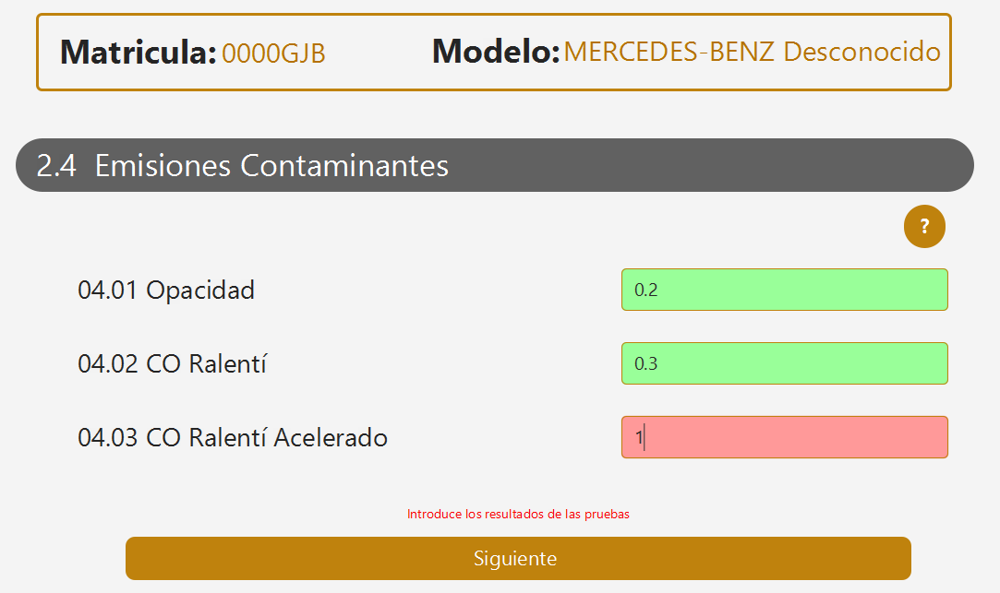 Matricula: 0000GJB Modelo: MERCEDES-BENZ Desconocido
2.4 Emisiones Contaminantes
?
04.01 Opacidad 0.2
04.02 CO Ralentí 0.3
04.03 CO Ralentí Acelerado 1
Introduce los resultados de las pruebas
Siguiente